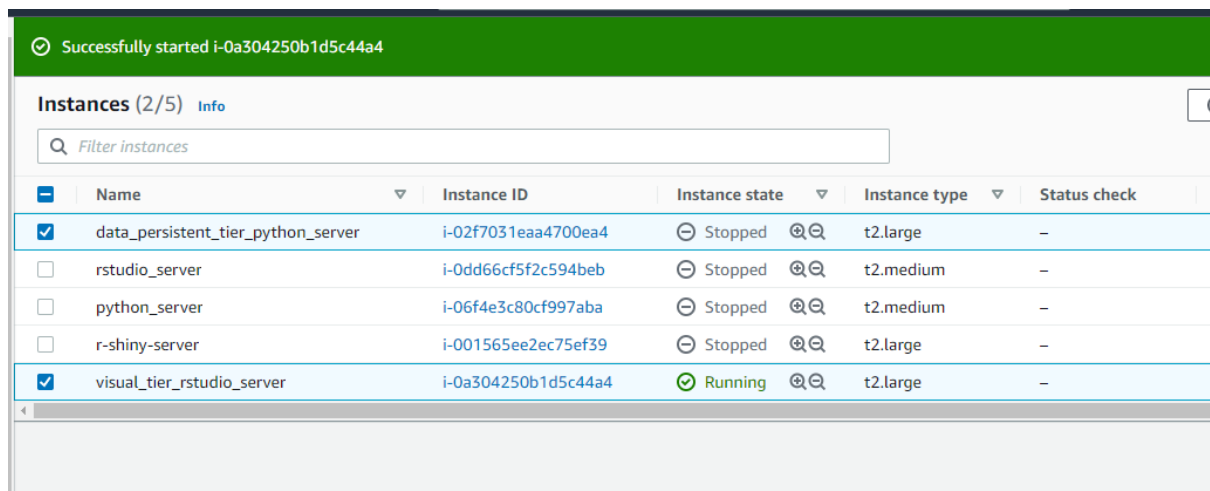 Successfully started i-0a304250b1d5c44a4
Instances (2/5) Info
Filter instances
Name Instance ID Instance state Instance type Status check
data_persistent_tier_python_server i-02f7031eaa4700ea4 Stopped t2.large –
rstudio_server i-0dd66cf5f2c594beb Stopped t2.medium –
python_server i-06f4e3c80cf997aba Stopped t2.medium –
r-shiny-server i-001565ee2ec75ef39 Stopped t2.large –
visual_tier_rstudio_server i-0a304250b1d5c44a4 Running t2.large –